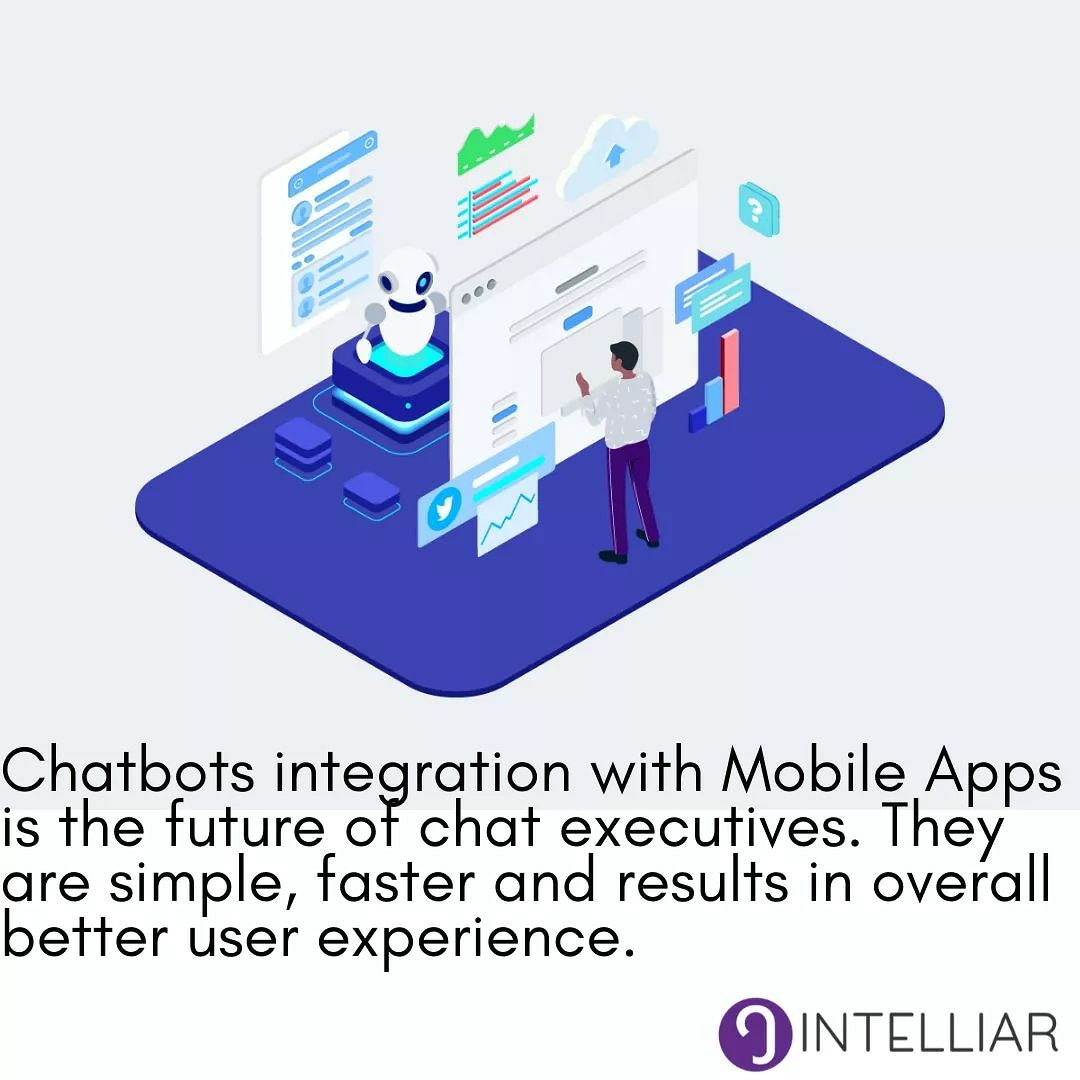 ?
Chatbots integration with Mobile Apps
is the future of chat executives. They
are simple, faster and results in overall
better user experience.
INTELLIAR